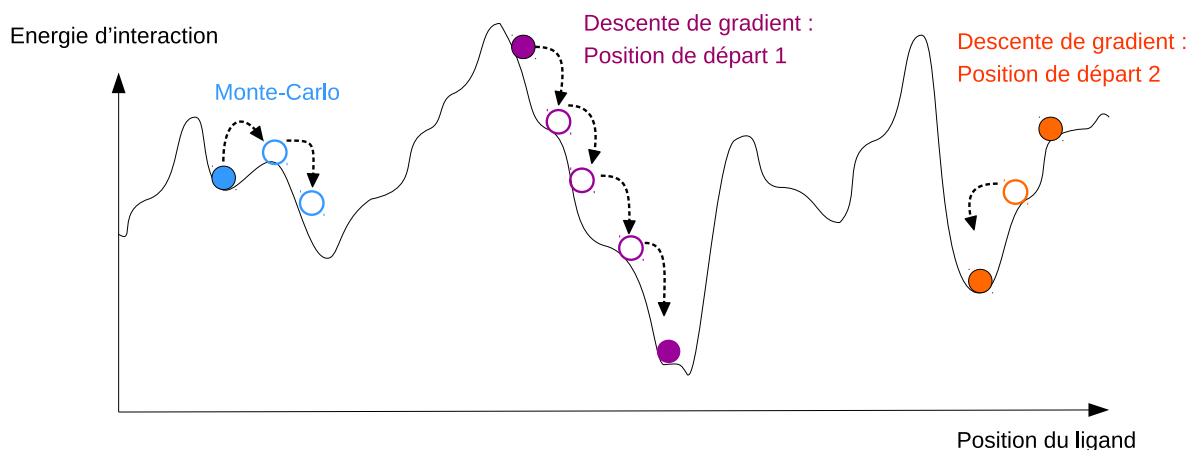 Energie d'interaction
Monte-Carlo
Descente de gradient :
Position de départ 1
Descente de gradient :
Position de départ 2
Position du ligand